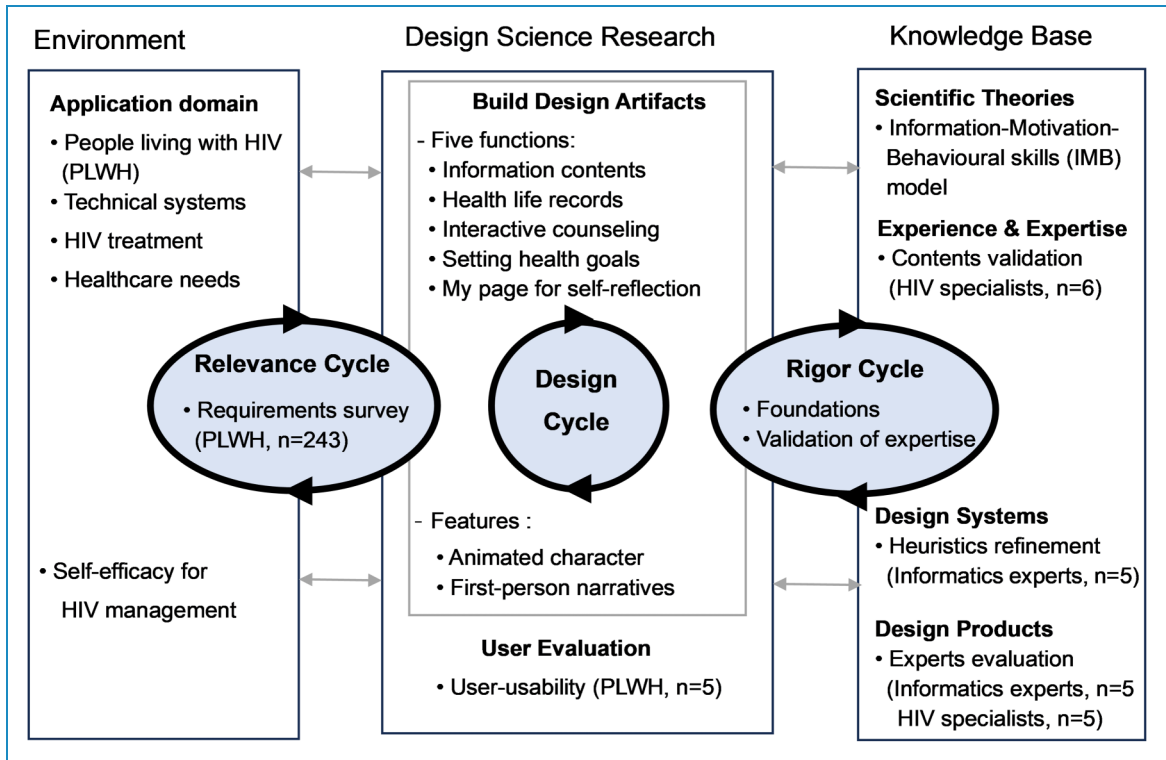 Environment
Application domain
• People living with HIV
(PLWH)
• Technical systems
• HIV treatment
• Healthcare needs
Relevance Cycle
• Requirements survey
(PLWH, n=243)
• Self-efficacy for
HIV management
Design Science Research
Build Design Artifacts
- Five functions:
• Information contents
• Health life records
• Interactive counseling
• Setting health goals
• My page for self-reflection
Design
Cycle
- Features :
• Animated character
• First-person narratives
User Evaluation
• User-usability (PLWH, n=5)
Knowledge Base
Scientific Theories
• Information-Motivation-
Behavioural skills (IMB)
model
Experience & Expertise
• Contents validation
(HIV specialists, n=6)
Rigor Cycle
• Foundations
• Validation of expertise
Design Systems
• Heuristics refinement
(Informatics experts, n=5)
Design Products
• Experts evaluation
(Informatics experts, n=5
HIV specialists, n=5)